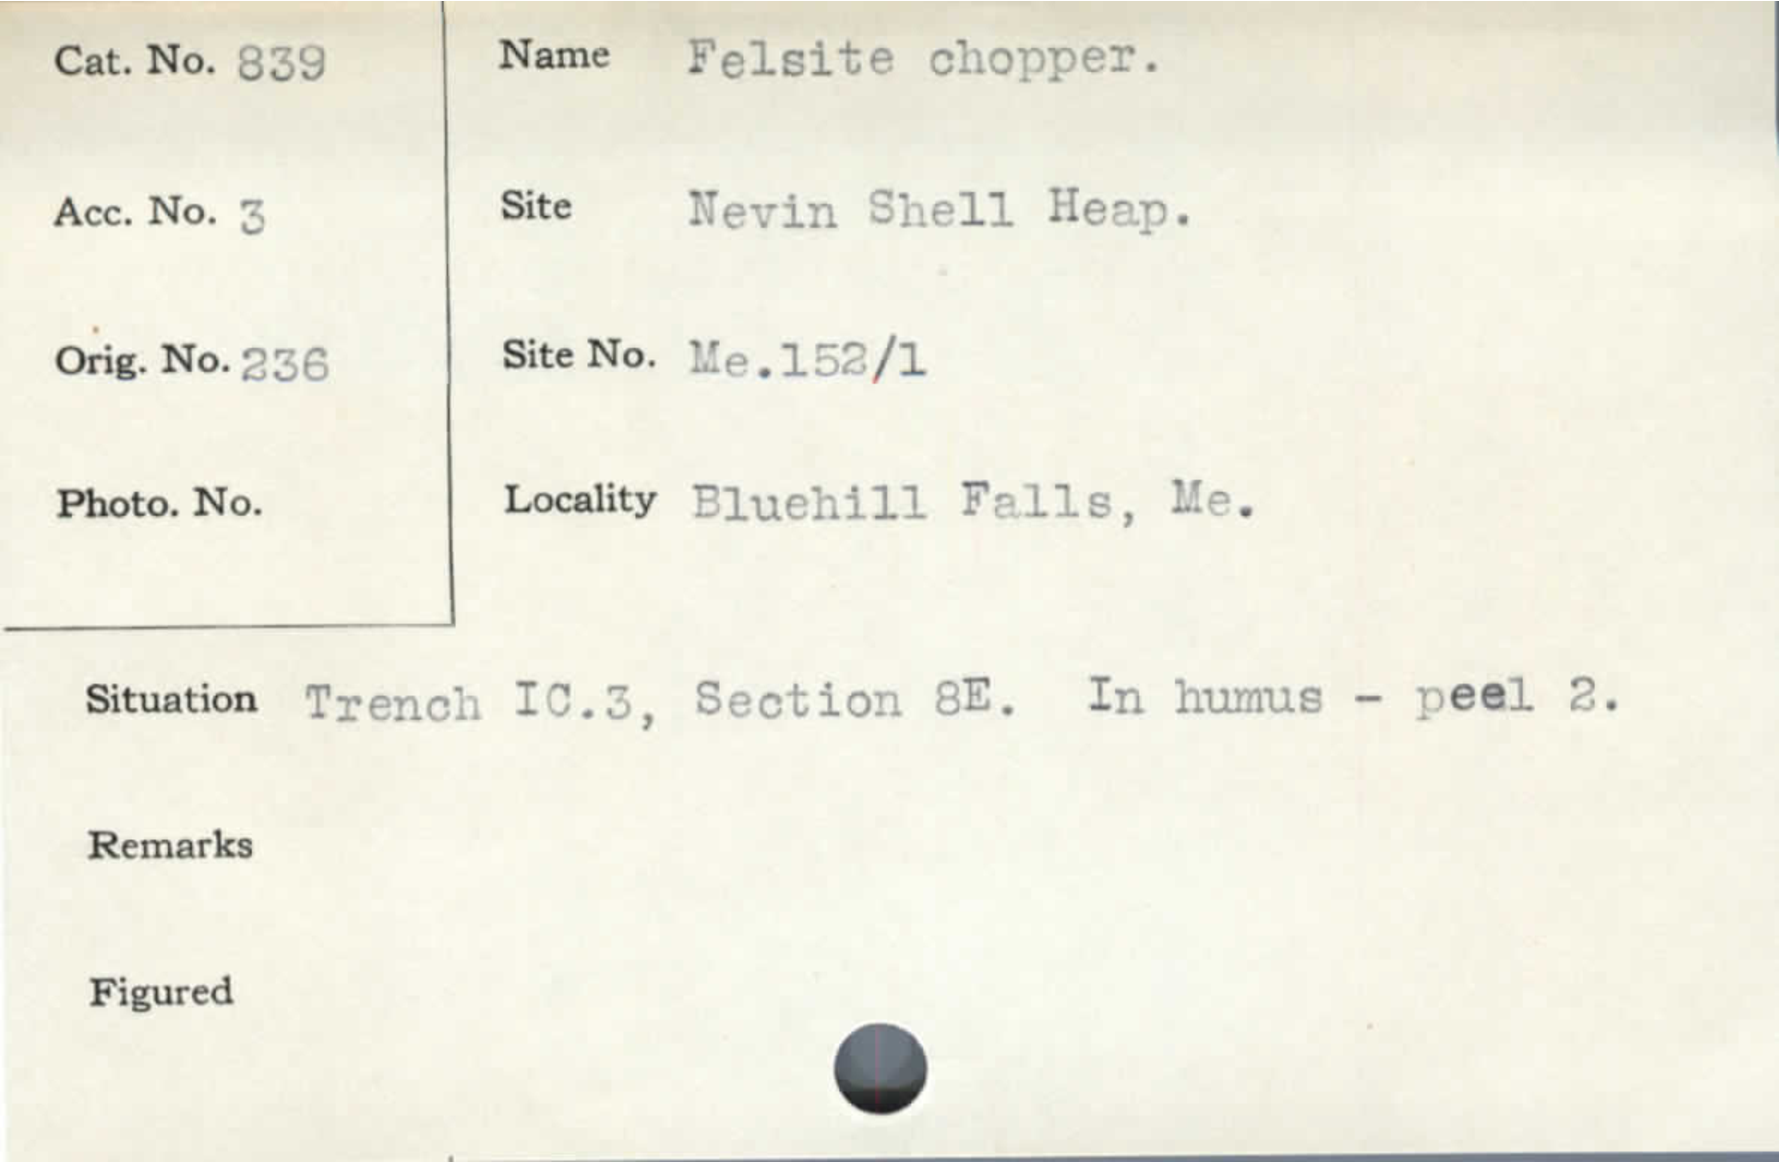 Cat. No. 839
Acc. No. 3
Orig. No. 236
Photo. No.
Name Felsite chopper.
Site Nevin Shell Heap.
Site No. Me.152/1
Locality Bluehill Falls, Me.
Situation Trench IC.3, Section 8E. In humus - peel 2.
Remarks
Figured